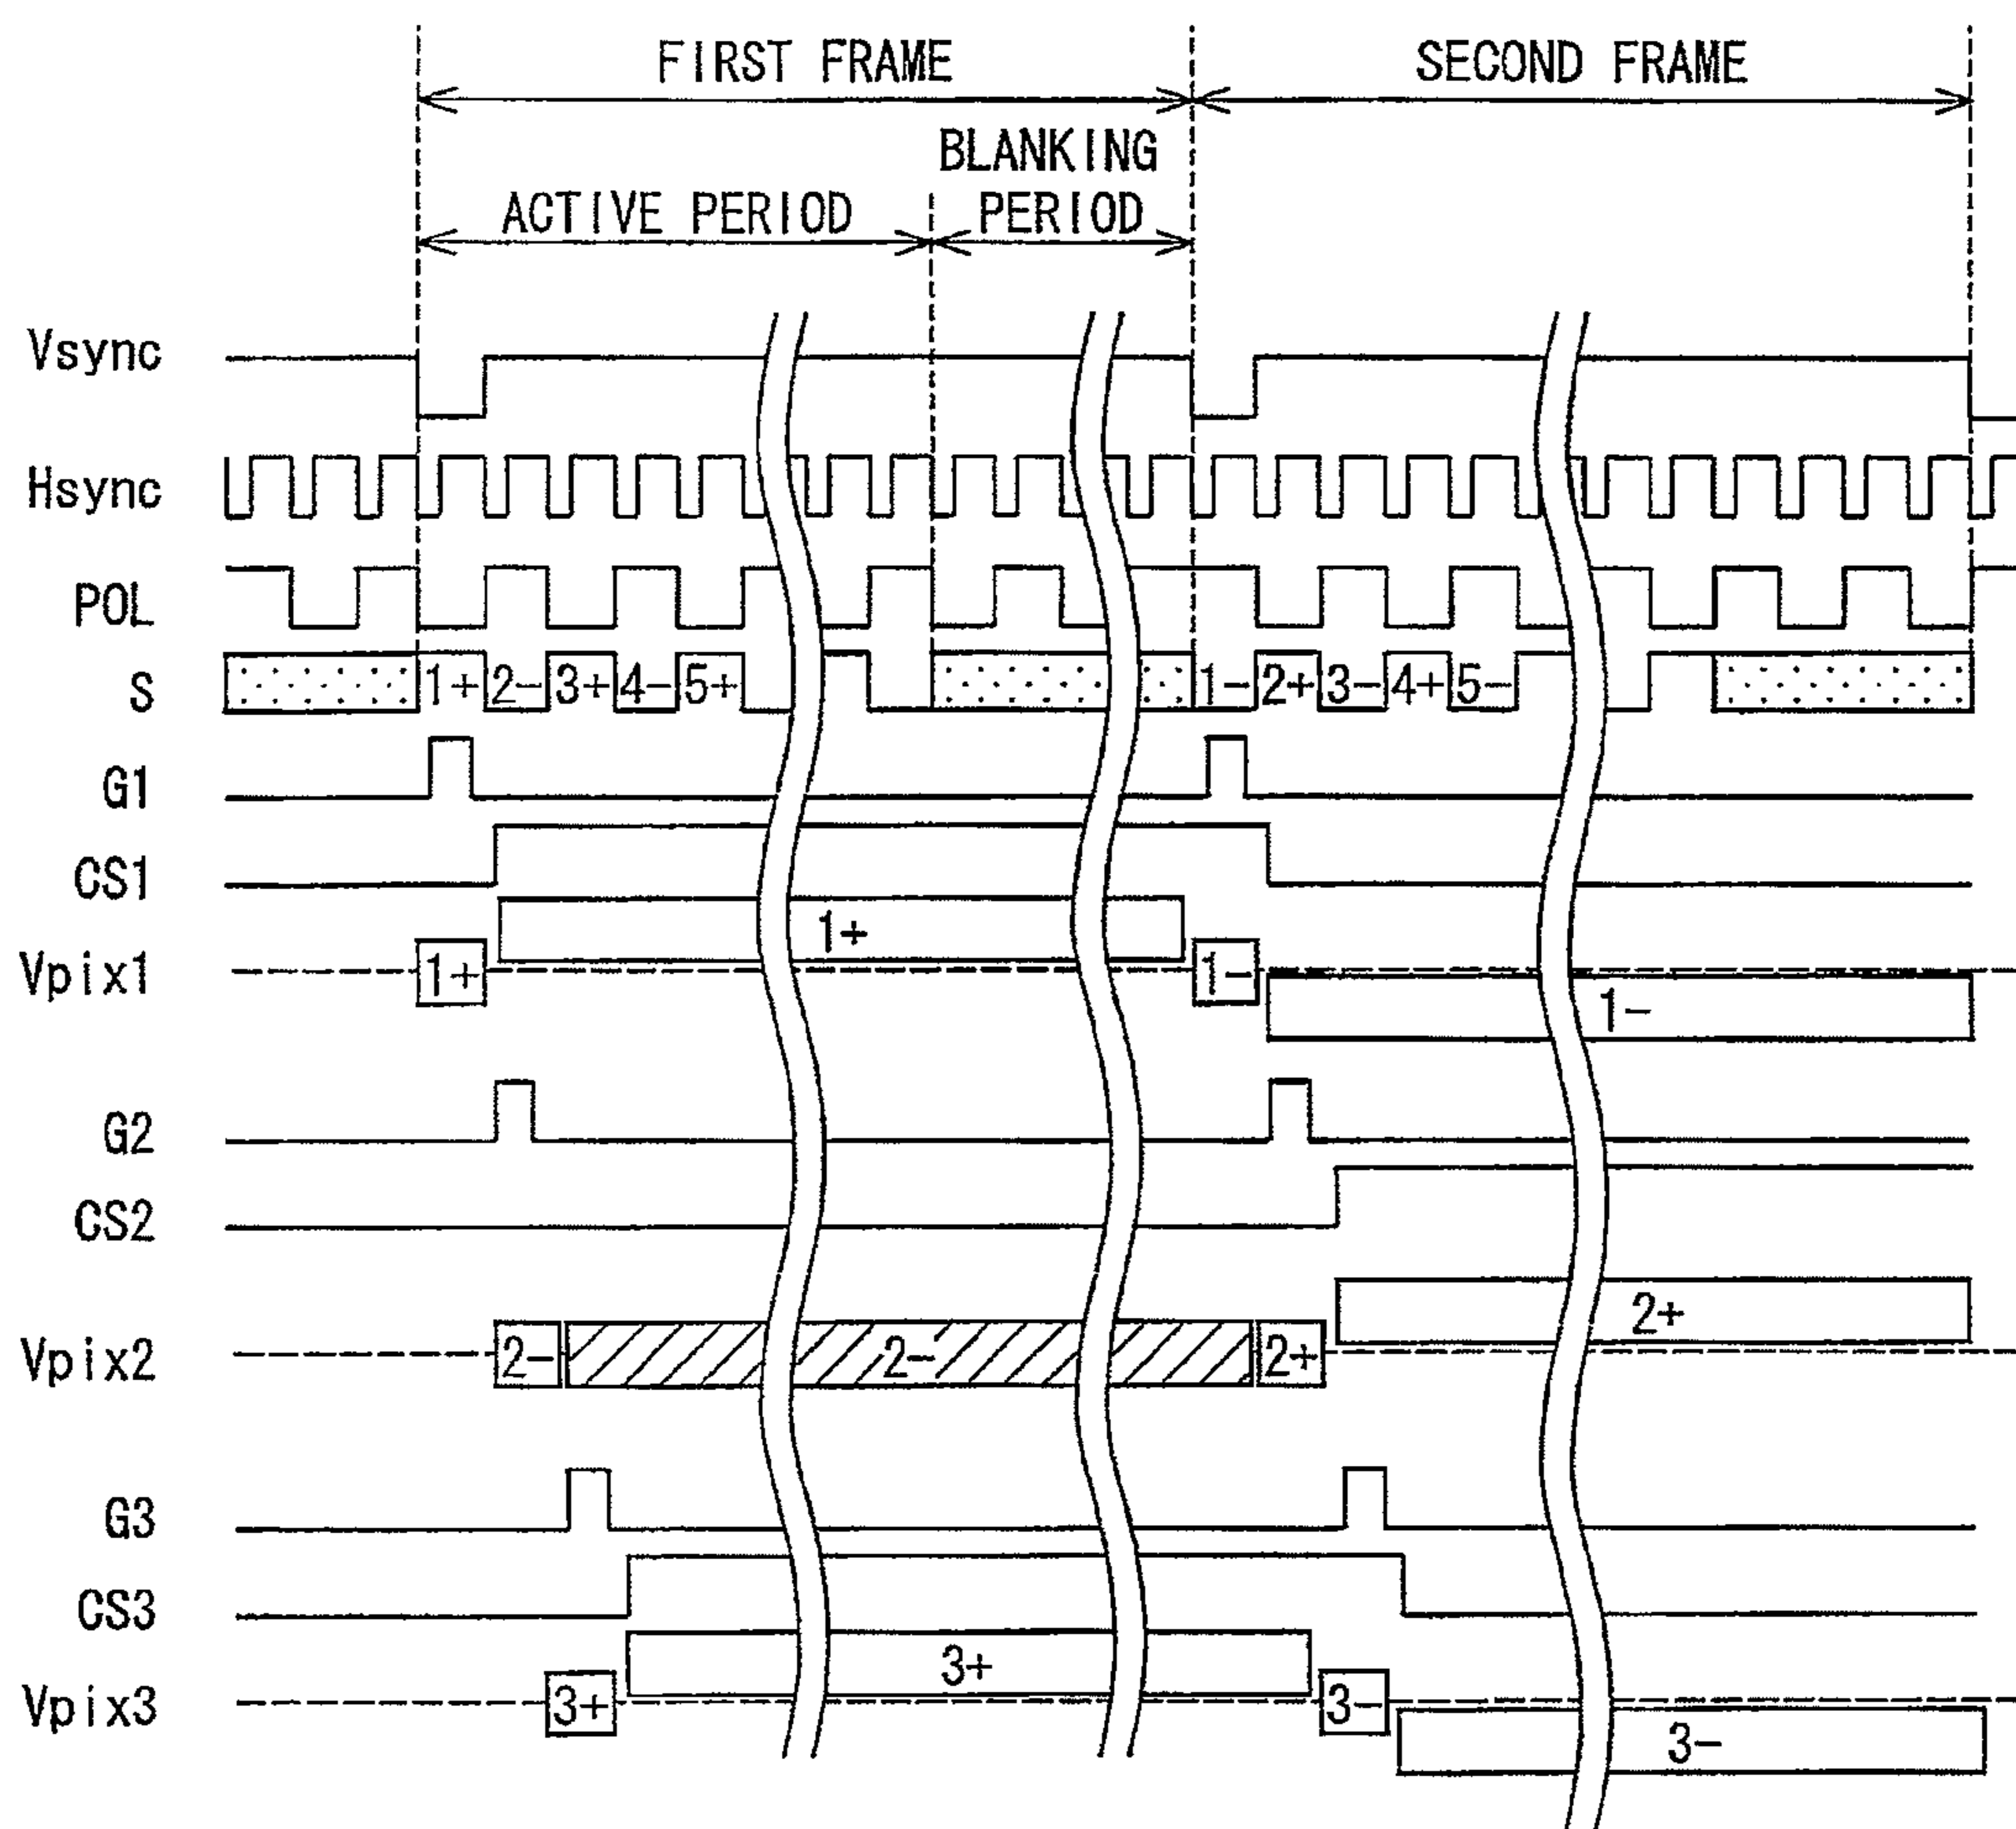 FIRST FRAME SECOND FRAME
BLANKING
ACTIVE PERIOD PERIOD
Vsync
Hsync
POL
S 1+ 2- 3+ 4- 5+ 1- 2+ 3- 4+ 5-
G1
CS1
1+
Vpix1 1+ 1-
1-
G2
CS2
2+
Vpix2 2- 2- 2+
G3
CS3
3+
Vpix3 3+ 3-
3-